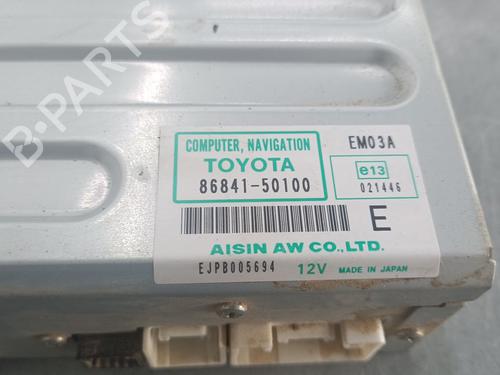 COMPUTER, NAVIGATION EM03A
TOYOTA
86841-50100
e13
021446
E
AISIN AW CO., LTD.
EJPB005694 12V MADE IN JAPAN
B PARTS